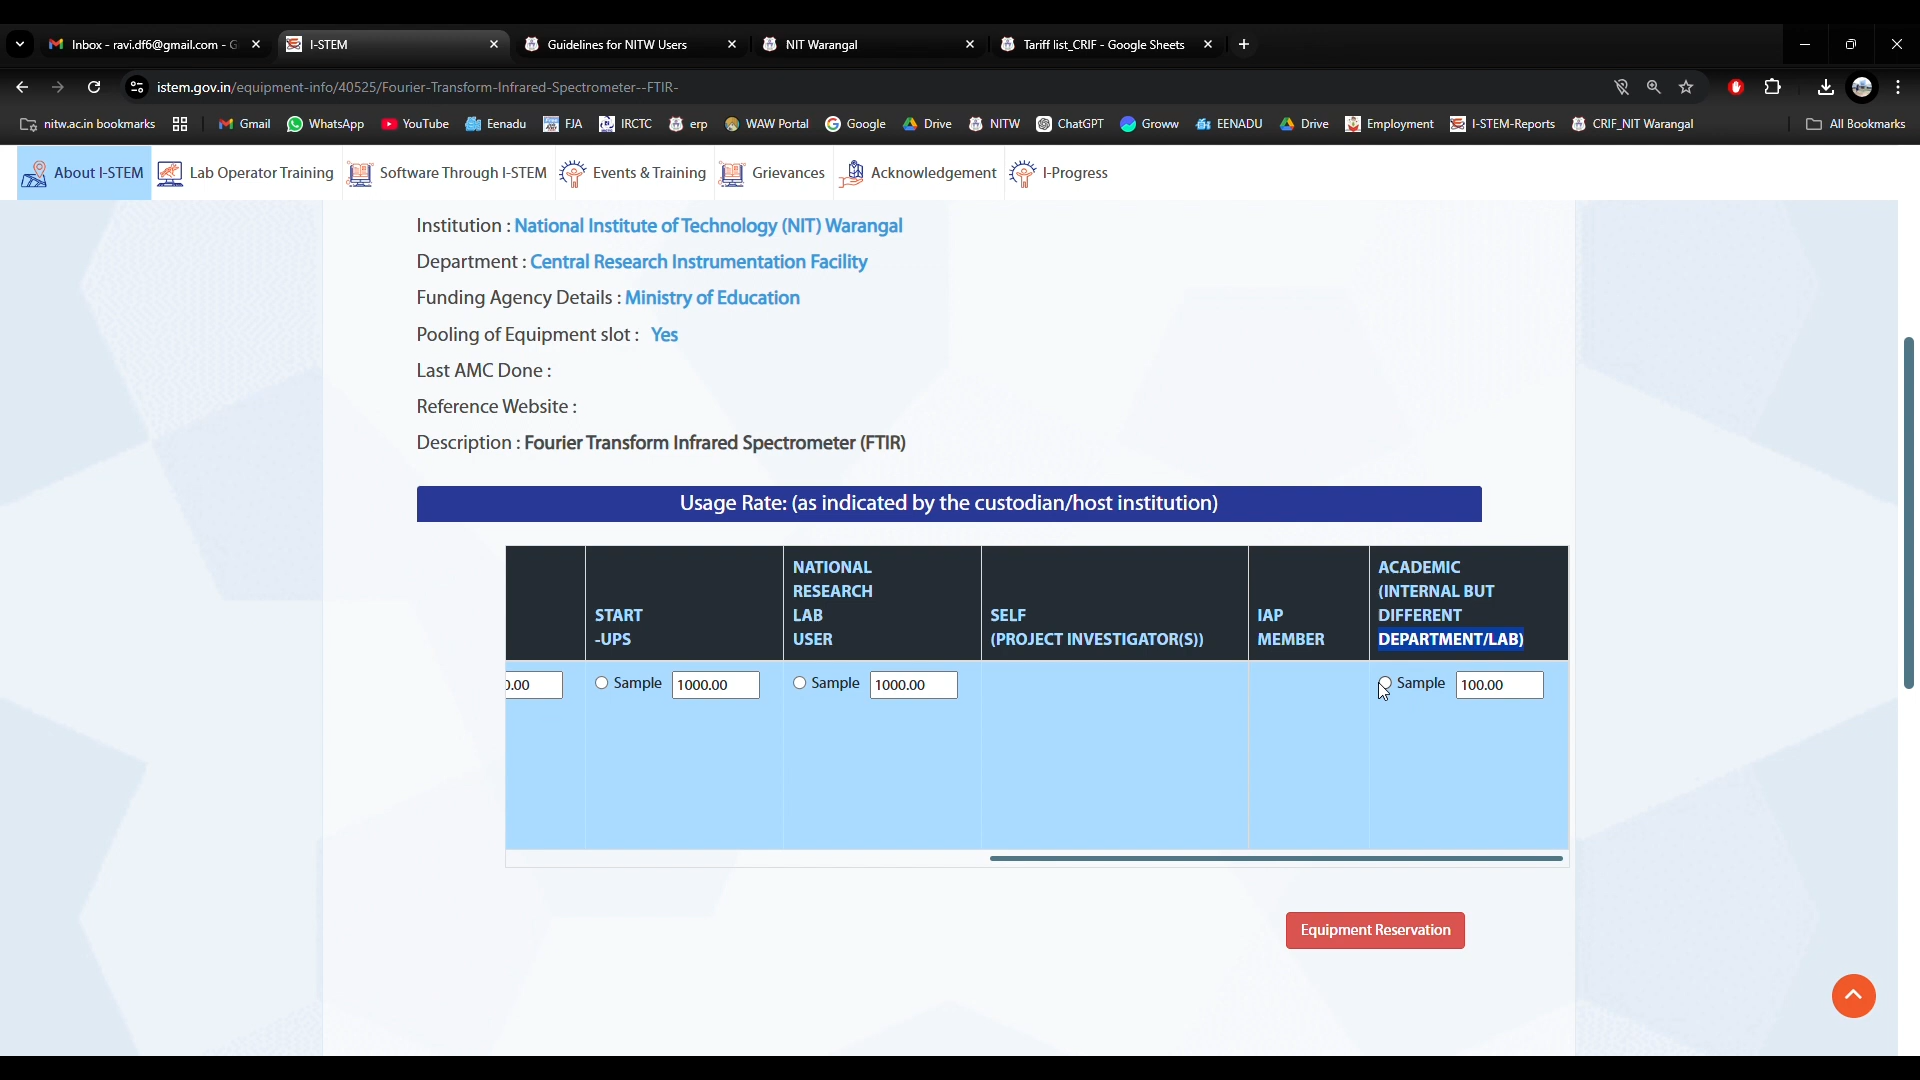 Inbox - ravi.df6@gmail.com - G
I-STEM
Guidelines for NITW Users
NIT Warangal
Tariff list_CRIF - Google Sheets
istem.gov.in/equipment-info/40525/Fourier-Transform-Infrared-Spectrometer--FTIR-
nitw.ac.in bookmarks
Gmail
WhatsApp
YouTube
Eenadu
FJA
IRCTC
erp
WAW Portal
Google
Drive
NITW
ChatGPT
Groww
EENADU
Drive
Employment
I-STEM-Reports
CRIF_NIT Warangal
All Bookmarks
About I-STEM
Lab Operator Training
Software Through I-STEM
Events & Training
Grievances
Acknowledgement
I-Progress
Institution : National Institute of Technology (NIT) Warangal
Department : Central Research Instrumentation Facility
Funding Agency Details : Ministry of Education
Pooling of Equipment slot : Yes
Last AMC Done :
Reference Website :
Description : Fourier Transform Infrared Spectrometer (FTIR)
Usage Rate: (as indicated by the custodian/host institution)
START
-UPS
NATIONAL
RESEARCH
LAB
USER
SELF
(PROJECT INVESTIGATOR(S))
IAP
MEMBER
ACADEMIC
(INTERNAL BUT
DIFFERENT
DEPARTMENT/LAB)
Sample 1000.00
Sample 1000.00
Sample 100.00
Equipment Reservation